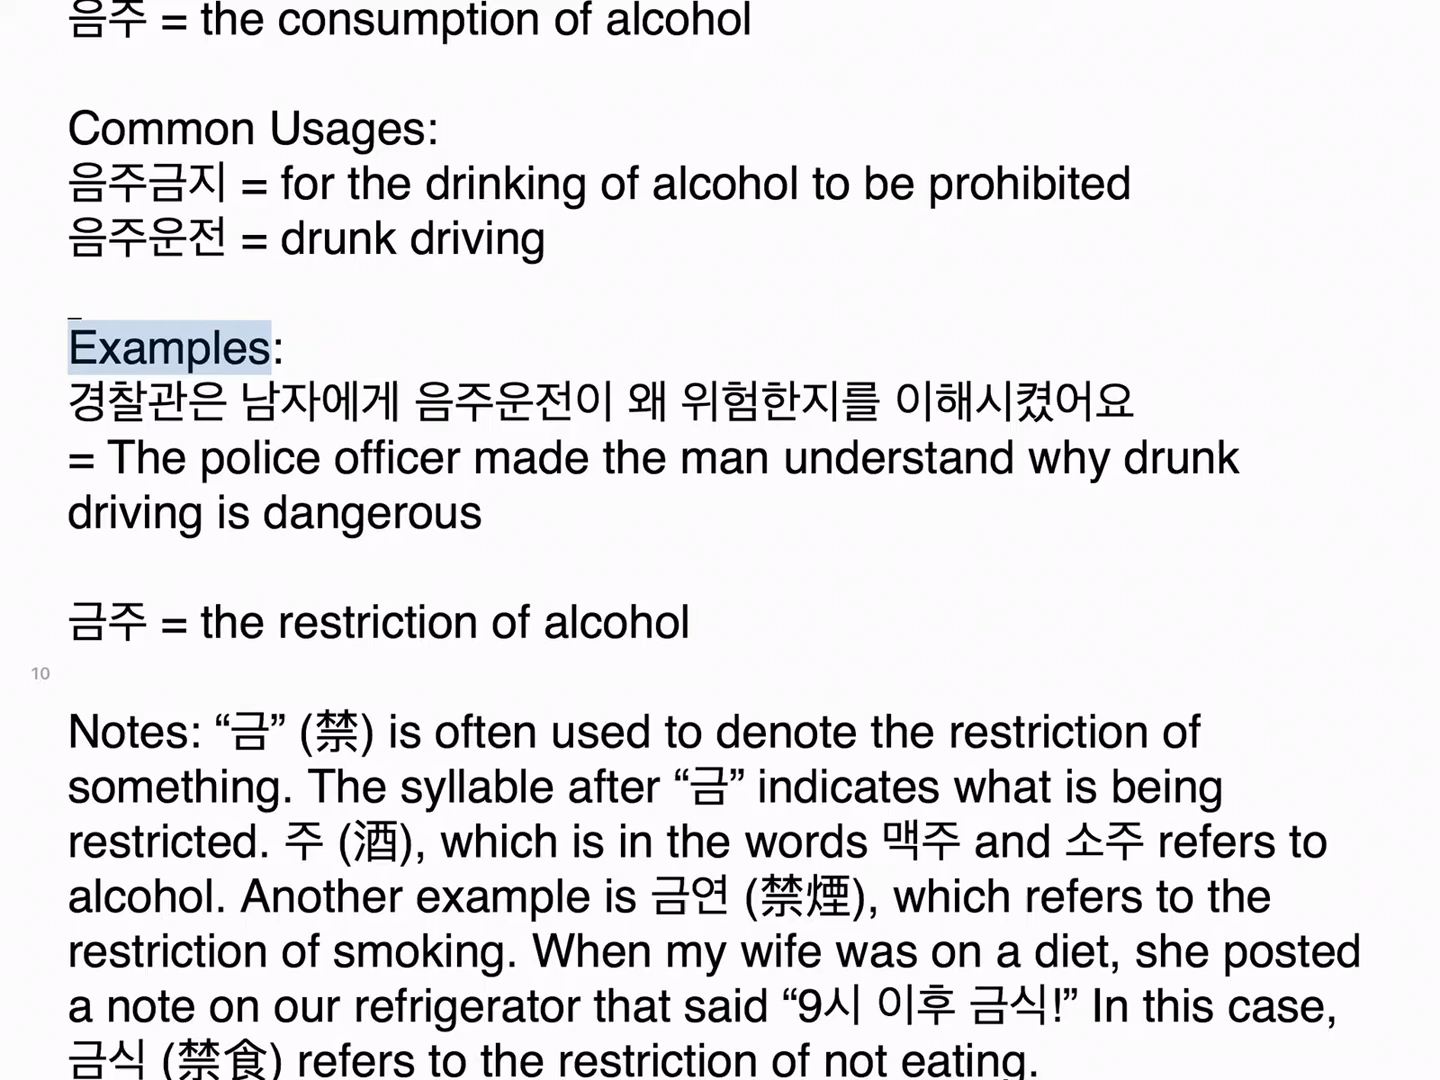 음주 = the consumption of alcohol
Common Usages:
음주금지 = for the drinking of alcohol to be prohibited
음주운전 = drunk driving
Examples:
경찰관은 남자에게 음주운전이 왜 위험한지를 이해시켰어요
= The police officer made the man understand why drunk
driving is dangerous
금주 = the restriction of alcohol
10
Notes: “금” (禁) is often used to denote the restriction of
something. The syllable after “금” indicates what is being
restricted. 주 (酒), which is in the words 맥주 and 소주 refers to
alcohol. Another example is 금연 (禁煙), which refers to the
restriction of smoking. When my wife was on a diet, she posted
a note on our refrigerator that said “9시 이후 금식!” In this case,
금식 (禁食) refers to the restriction of not eating.